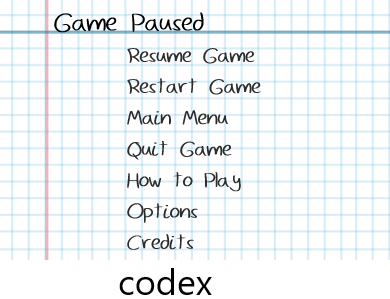 Game Paused
Resume Game
Restart Game
Main Menu
Quit Game
How to Play
Options
Credits
codex